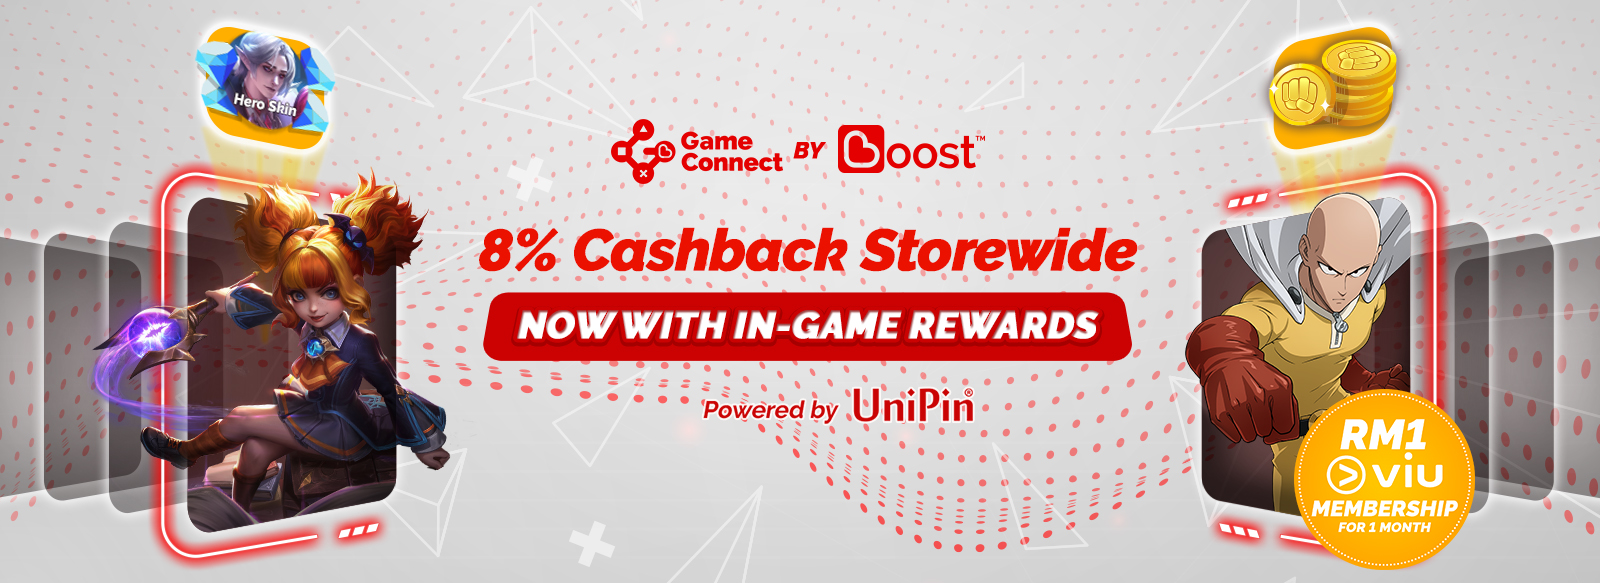 Hero Skin
Game
Connect
BY
Boost™
8% Cashback Storewide
NOW WITH IN-GAME REWARDS
Powered by UniPin®
RM1
viu
MEMBERSHIP
FOR 1 MONTH